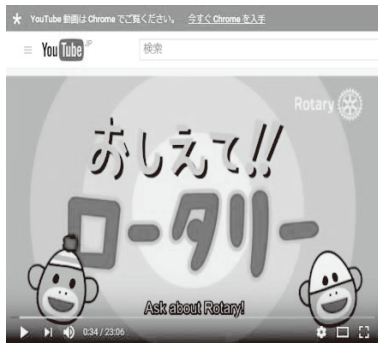 YouTube 動画は Chrome でご覧ください。 今すぐ Chrome を入手
YouTube JP
検索
Rotary
おしえて!!
ロータリー
Ask about Rotary!
0:34 / 23:06